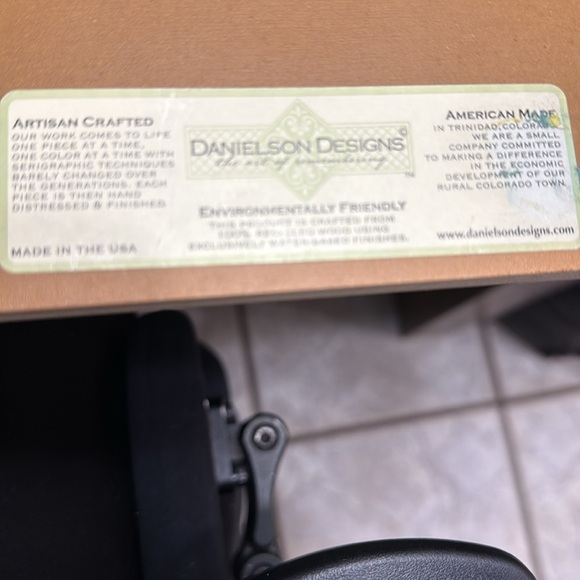 ARTISAN CRAFTED
OUR WORK COMES TO LIFE
ONE PIECE AT A TIME,
ONE COLOR AT A TIME WITH
SERIGRAPHIC TECHNIQUES
BARELY CHANGED OVER
THE GENERATIONS. EACH
PIECE IS THEN HAND
DISTRESSED & FINISHED.
MADE IN THE USA
DANIELSON DESIGNS©
the art of remembering
™
ENVIRONMENTALLY FRIENDLY
THIS PRODUCT IS CRAFTED FROM
100% RECYCLED WOOD USING
EXCLUSIVELY WATER-BASED FINISHES.
AMERICAN MADE
IN TRINIDAD, COLORADO.
WE ARE A SMALL
COMPANY COMMITTED
TO MAKING A DIFFERENCE
IN THE ECONOMIC
DEVELOPMENT OF OUR
RURAL COLORADO TOWN.
www.danielsondesigns.com